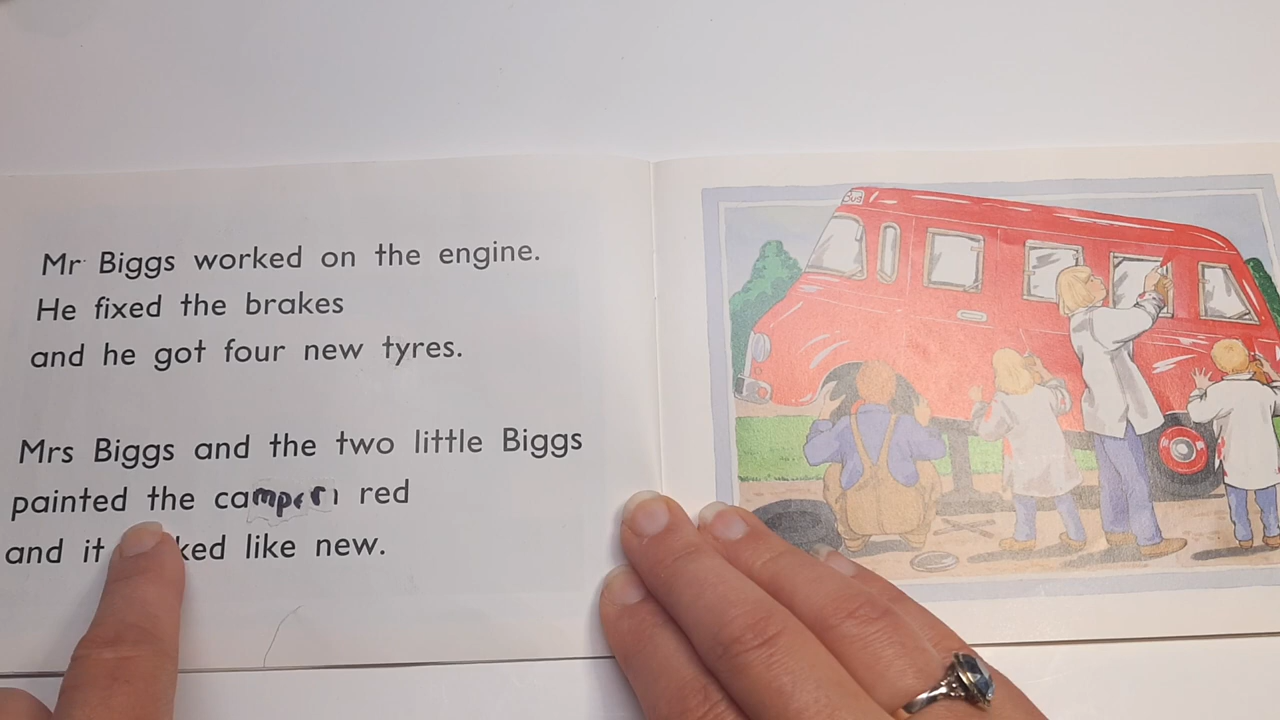 Mr Biggs worked on the engine.
He fixed the brakes
and he got four new tyres.
Mrs Biggs and the two little Biggs
painted the red
and it like new.
Bus